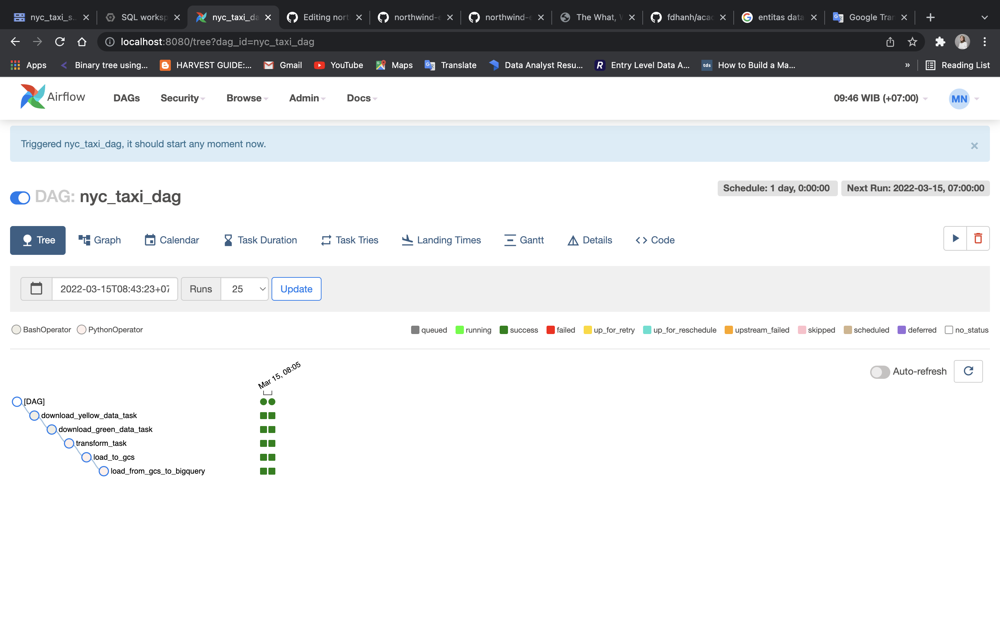 nyc_taxi_s..
SQL worksp
nyc_taxi_da
Editing nort
northwind-e
northwind-e
The What, W
fdhanh/acad
entitas data
Google Tran
localhost:8080/tree?dag_id=nyc_taxi_dag
Apps
Binary tree using...
HARVEST GUIDE:...
Gmail
YouTube
Maps
Translate
Data Analyst Resu...
R
Entry Level Data A...
tds
How to Build a Ma...
»
Reading List
Airflow
DAGs
Security
Browse
Admin
Docs
09:46 WIB (+07:00)
MN
Triggered nyc_taxi_dag, it should start any moment now.
DAG: nyc_taxi_dag
Schedule: 1 day, 0:00:00
Next Run: 2022-03-15, 07:00:00
Tree
Graph
Calendar
Task Duration
Task Tries
Landing Times
Gantt
Details
Code
2022-03-15T08:43:23+07
Runs
25
Update
BashOperator
PythonOperator
queued
running
success
failed
up_for_retry
up_for_reschedule
upstream_failed
skipped
scheduled
deferred
no_status
Mar 15, 08:05
Auto-refresh
[DAG]
download_yellow_data_task
download_green_data_task
transform_task
load_to_gcs
load_from_gcs_to_bigquery